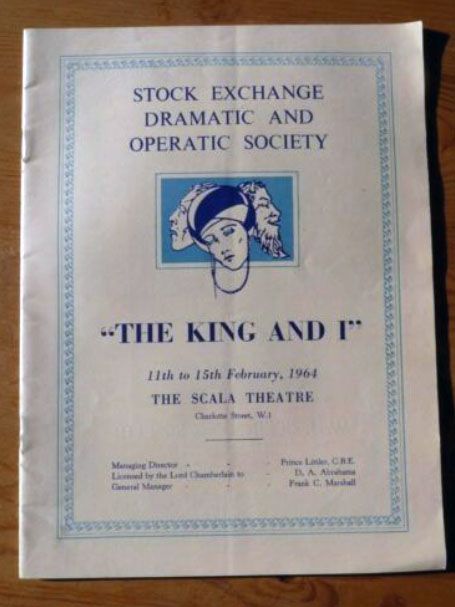 STOCK EXCHANGE
DRAMATIC AND
OPERATIC SOCIETY
“THE KING AND I”
11th to 15th February, 1964
THE SCALA THEATRE
Charlotte Street, W.1
Managing Director - - - Prince Littler, C.B.E.
Licensed by the Lord Chamberlain to - D. A. Abrahams
General Manager - - - Frank C. Marshall